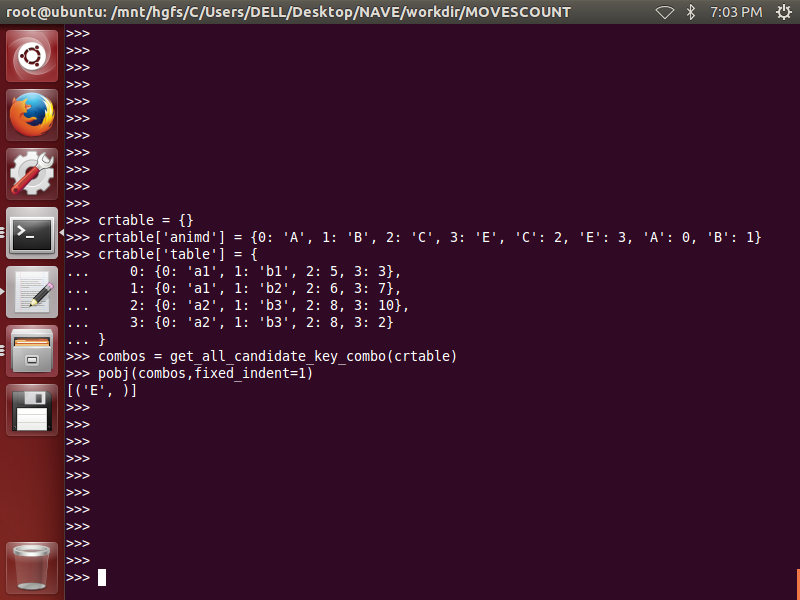 root@ubuntu: /mnt/hgfs/C/Users/DELL/Desktop/NAVE/workdir/MOVESCOUNT 7:03 PM
>>>
>>>
>>>
>>>
>>>
>>>
>>>
>>>
>>>
>>>
>>>
>>> crtable = {}
>>> crtable['animd'] = {0: 'A', 1: 'B', 2: 'C', 3: 'E', 'C': 2, 'E': 3, 'A': 0, 'B': 1}
>>> crtable['table'] = {
...     0: {0: 'a1', 1: 'b1', 2: 5, 3: 3},
...     1: {0: 'a1', 1: 'b2', 2: 6, 3: 7},
...     2: {0: 'a2', 1: 'b3', 2: 8, 3: 10},
...     3: {0: 'a2', 1: 'b3', 2: 8, 3: 2}
... }
>>> combos = get_all_candidate_key_combo(crtable)
>>> pobj(combos,fixed_indent=1)
[('E', )]
>>>
>>>
>>>
>>>
>>>
>>>
>>>
>>>
>>>
>>>
>>>